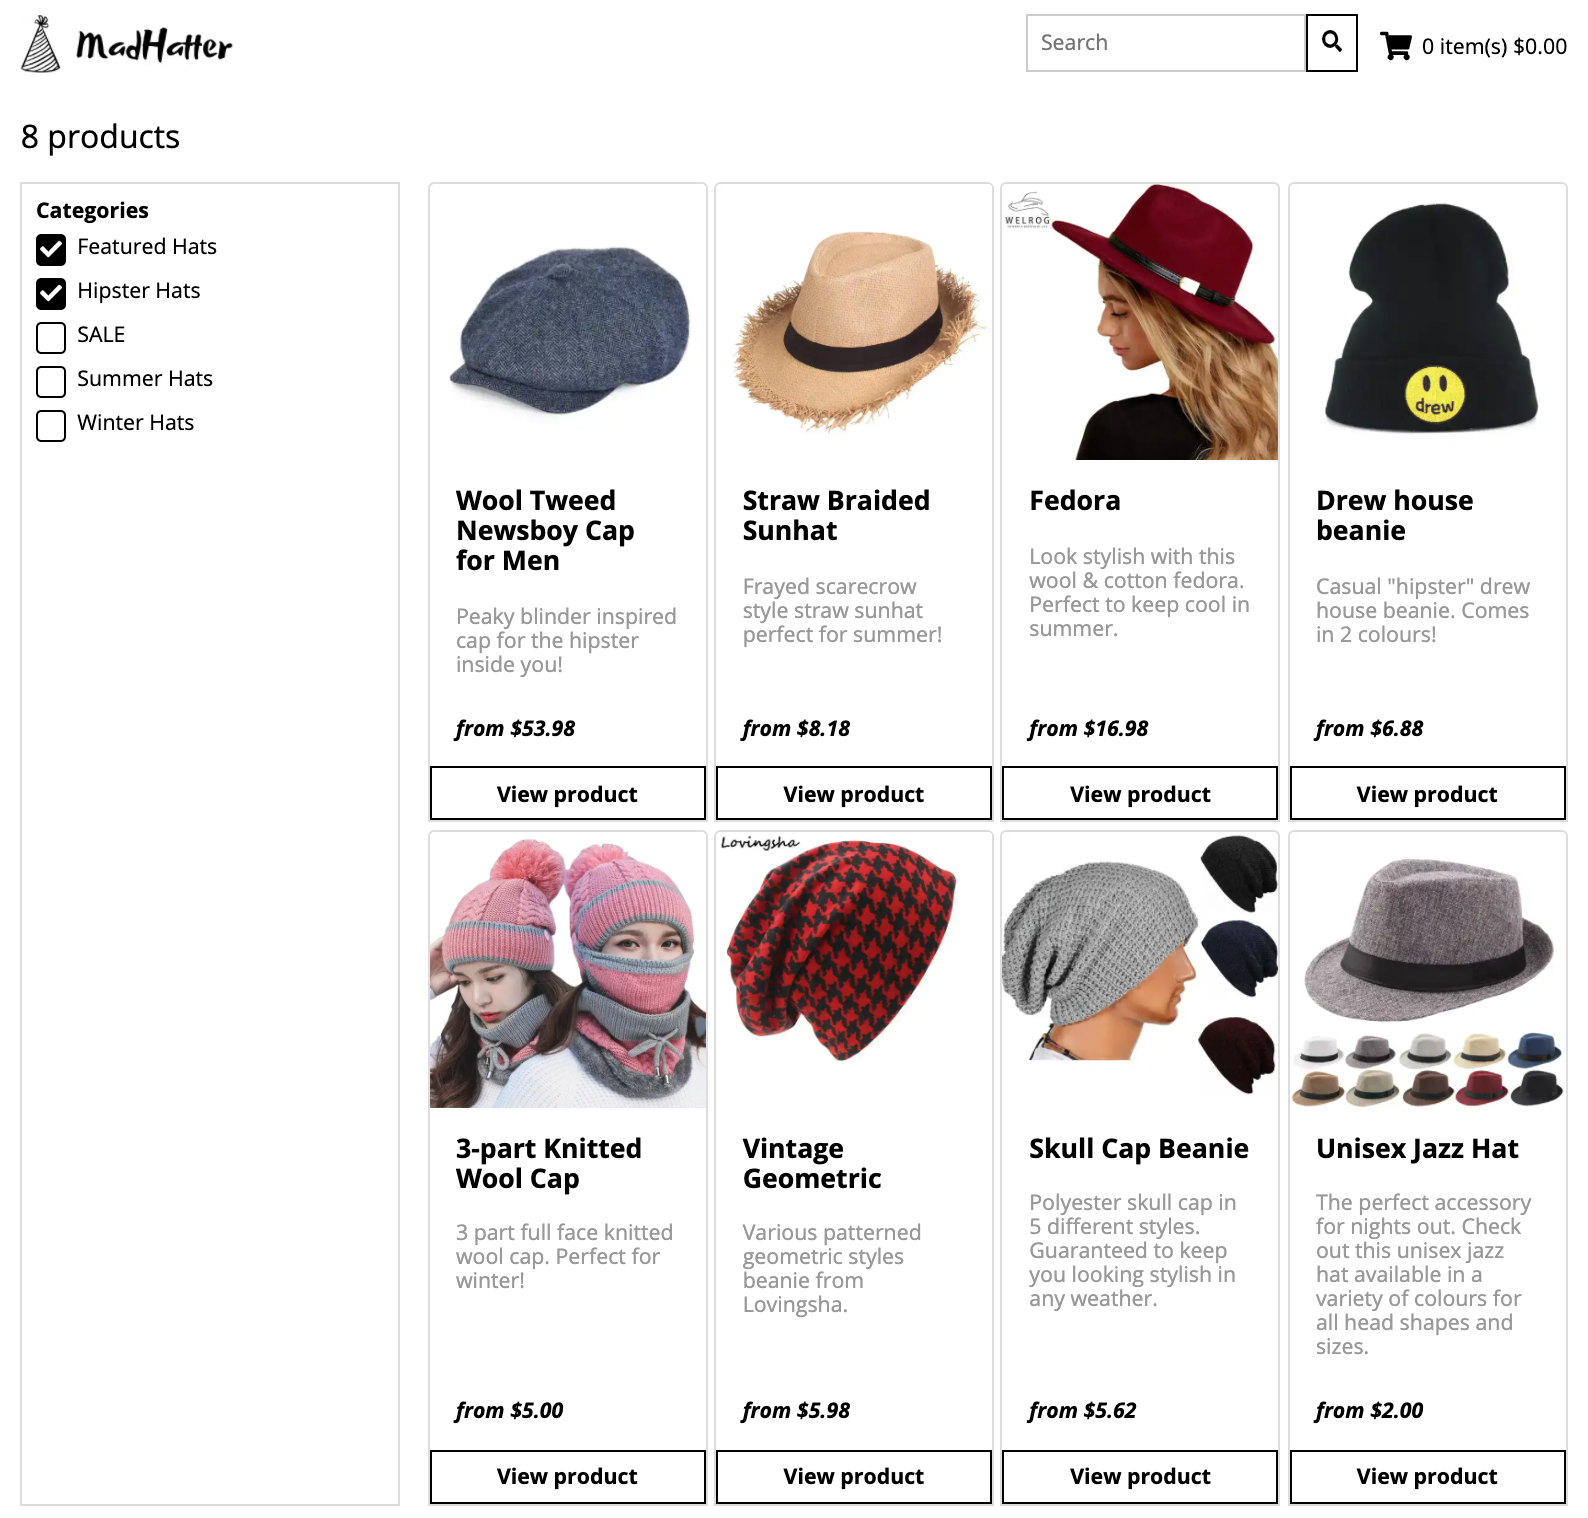 MadHatter
Search
0 item(s) $0.00
8 products
Categories
Featured Hats
Hipster Hats
SALE
Summer Hats
Winter Hats
WELROG
drew
Wool Tweed
Newsboy Cap
for Men
Peaky blinder inspired
cap for the hipster
inside you!
from $53.98
View product
Straw Braided
Sunhat
Frayed scarecrow
style straw sunhat
perfect for summer!
from $8.18
View product
Fedora
Look stylish with this
wool & cotton fedora.
Perfect to keep cool in
summer.
from $16.98
View product
Drew house
beanie
Casual "hipster" drew
house beanie. Comes
in 2 colours!
from $6.88
View product
3-part Knitted
Wool Cap
3 part full face knitted
wool cap. Perfect for
winter!
from $5.00
View product
Lovingsha
Vintage
Geometric
Various patterned
geometric styles
beanie from
Lovingsha.
from $5.98
View product
Skull Cap Beanie
Polyester skull cap in
5 different styles.
Guaranteed to keep
you looking stylish in
any weather.
from $5.62
View product
Unisex Jazz Hat
The perfect accessory
for nights out. Check
out this unisex jazz
hat available in a
variety of colours for
all head shapes and
sizes.
from $2.00
View product